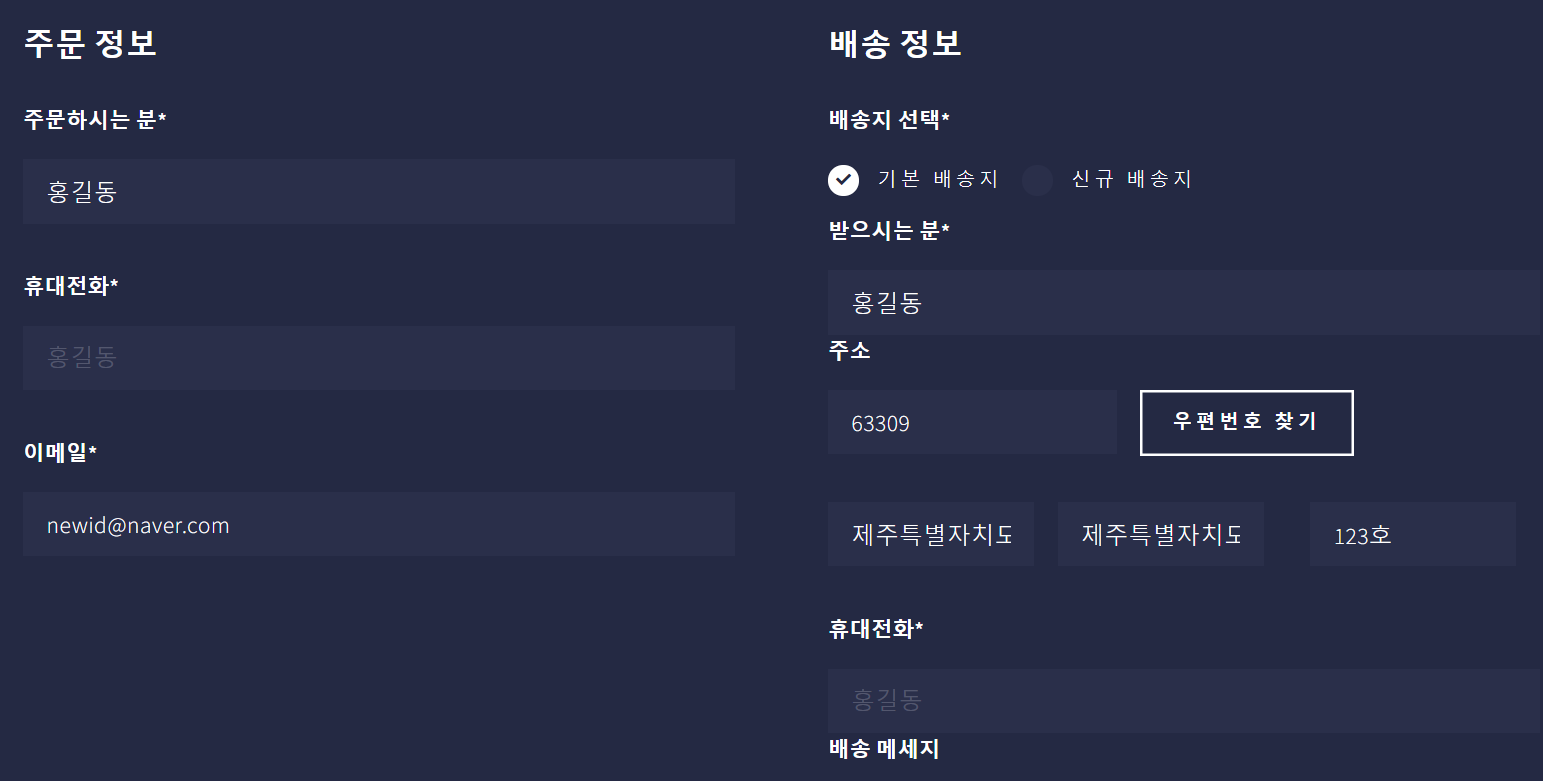 주문 정보
주문하시는 분*
홍길동
휴대전화*
홍길동
이메일*
newid@naver.com
배송 정보
배송지 선택*
기본 배송지 신규 배송지
받으시는 분*
홍길동
주소
63309 우편번호 찾기
제주특별자치도 제주특별자치도 123호
휴대전화*
홍길동
배송 메세지